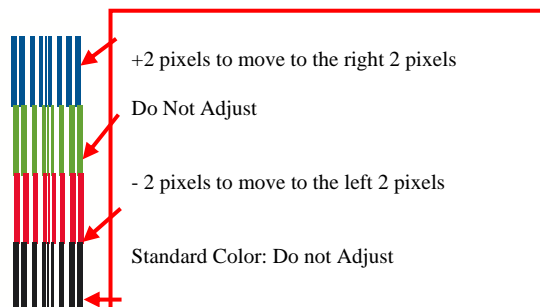 +2 pixels to move to the right 2 pixels
Do Not Adjust
- 2 pixels to move to the left 2 pixels
Standard Color: Do not Adjust